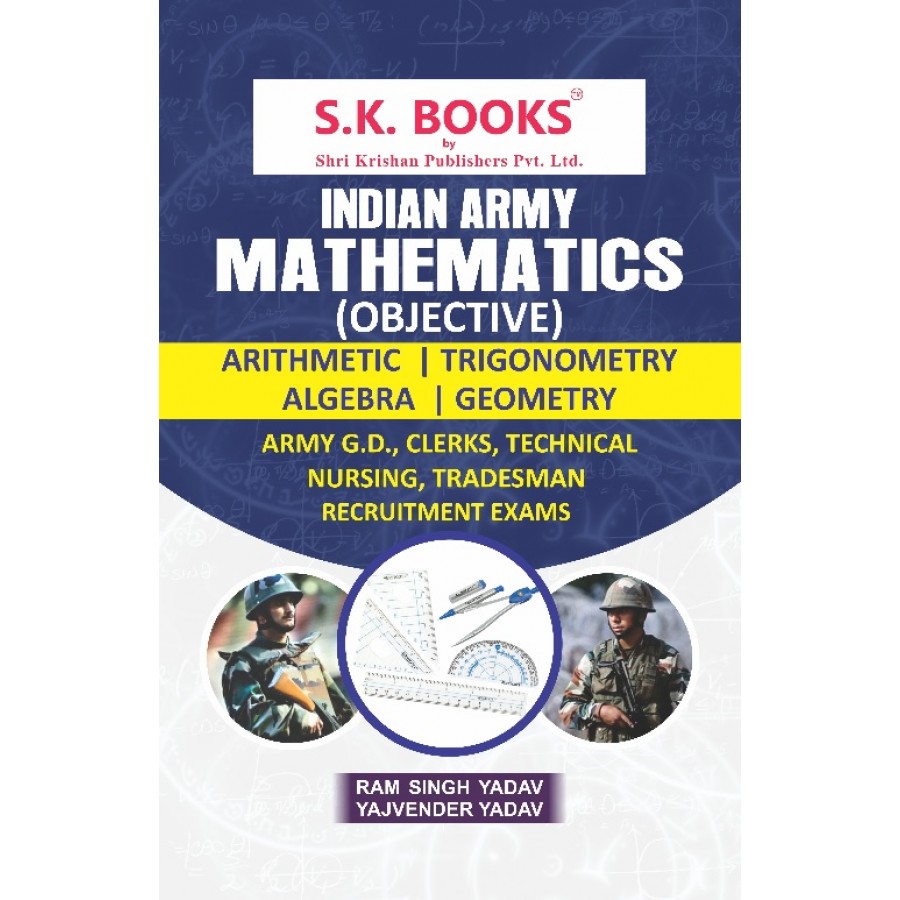 S.K. BOOKS
TM
by
Shri Krishan Publishers Pvt. Ltd.
INDIAN ARMY
MATHEMATICS
(OBJECTIVE)
ARITHMETIC | TRIGONOMETRY
ALGEBRA | GEOMETRY
ARMY G.D., CLERKS, TECHNICAL
NURSING, TRADESMAN
RECRUITMENT EXAMS
RAM SINGH YADAV
YAJVENDER YADAV